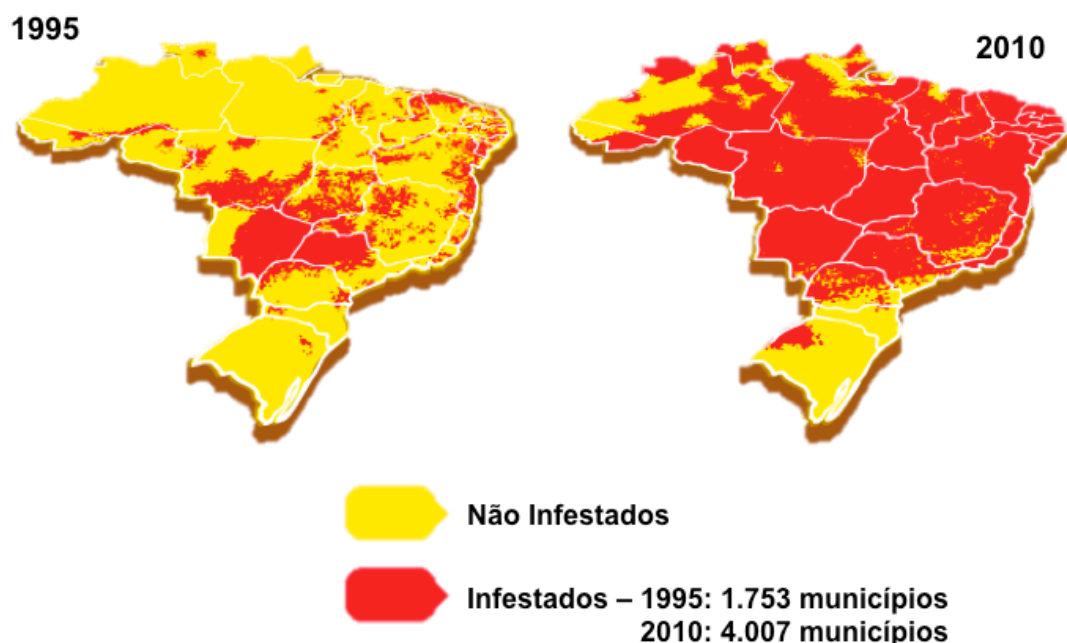 1995
2010
Não Infestados
Infestados – 1995: 1.753 municípios
2010: 4.007 municípios